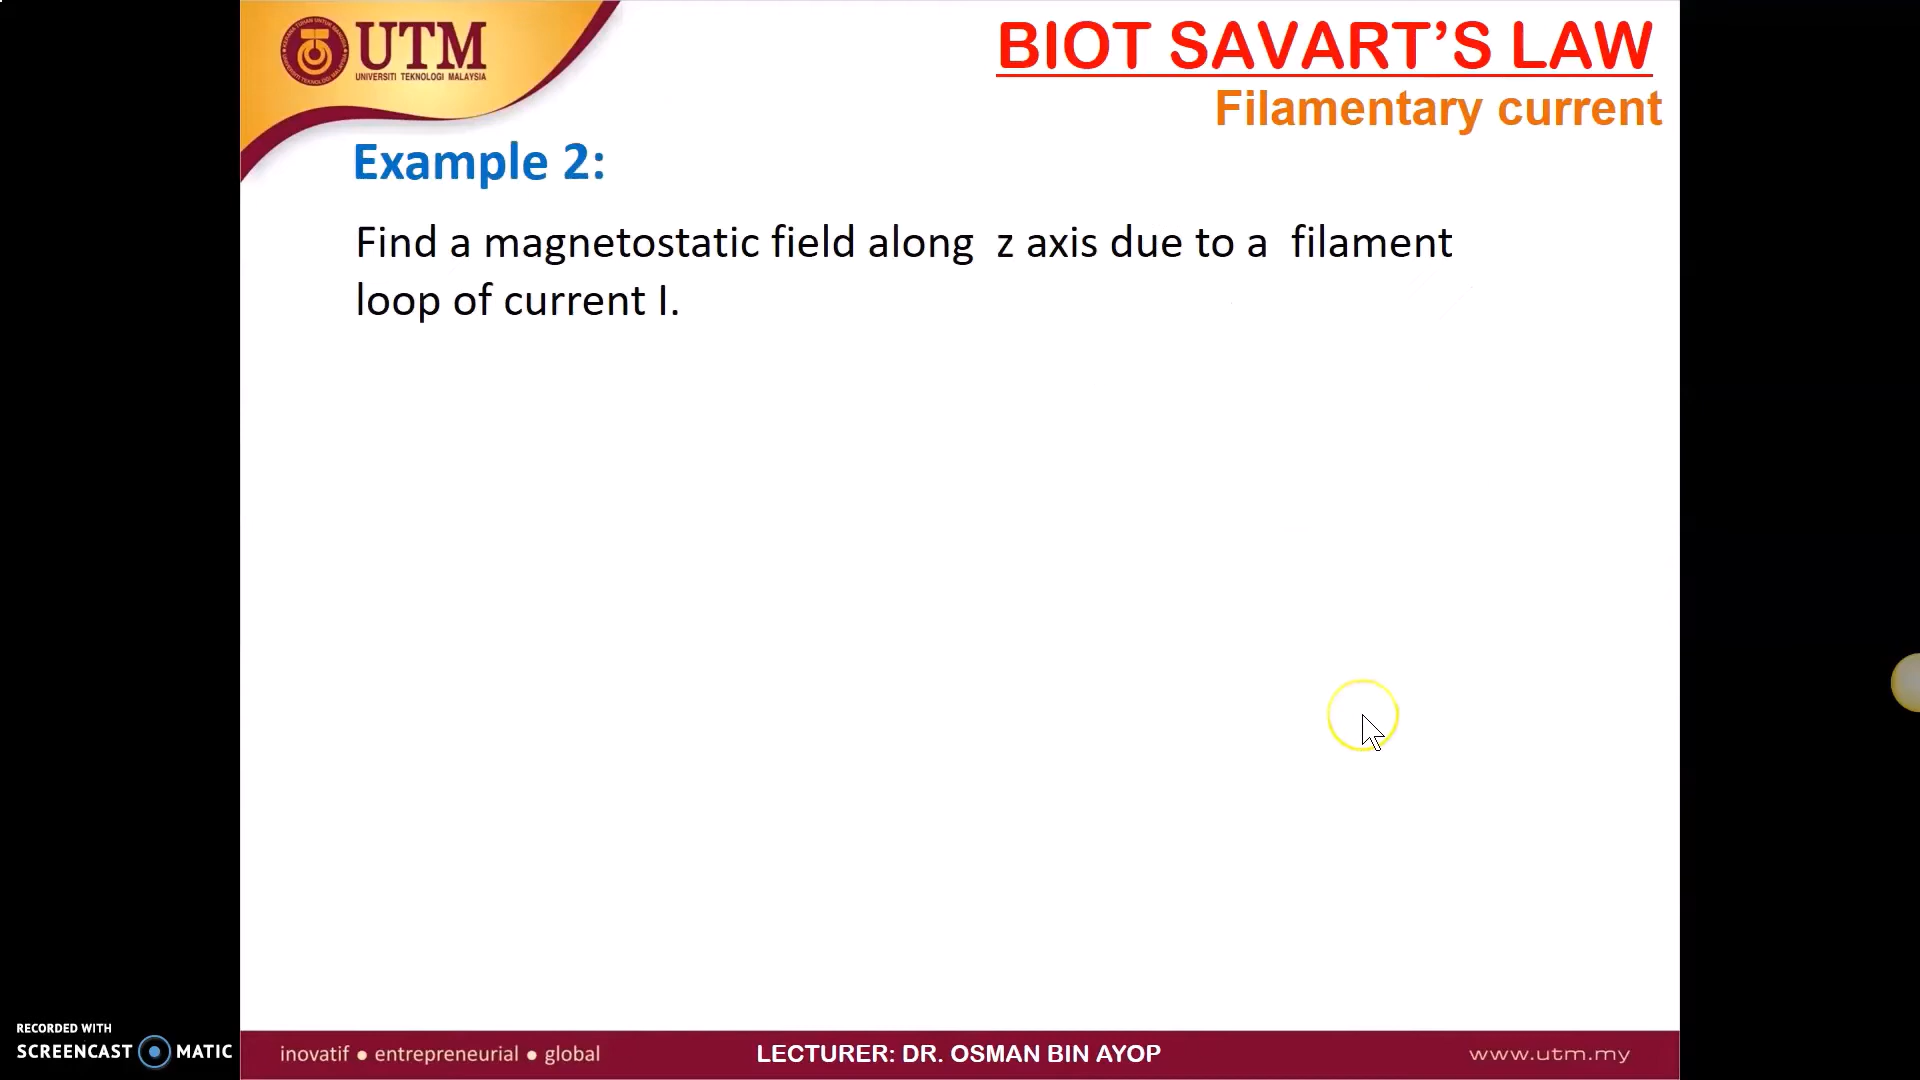 UTM
UNIVERSITI TEKNOLOGI MALAYSIA
BIOT SAVART’S LAW
Filamentary current
Example 2:
Find a magnetostatic field along z axis due to a filament
loop of current I.
RECORDED WITH
SCREENCAST MATIC
inovatif ● entrepreneurial ● global
LECTURER: DR. OSMAN BIN AYOP
www.utm.my